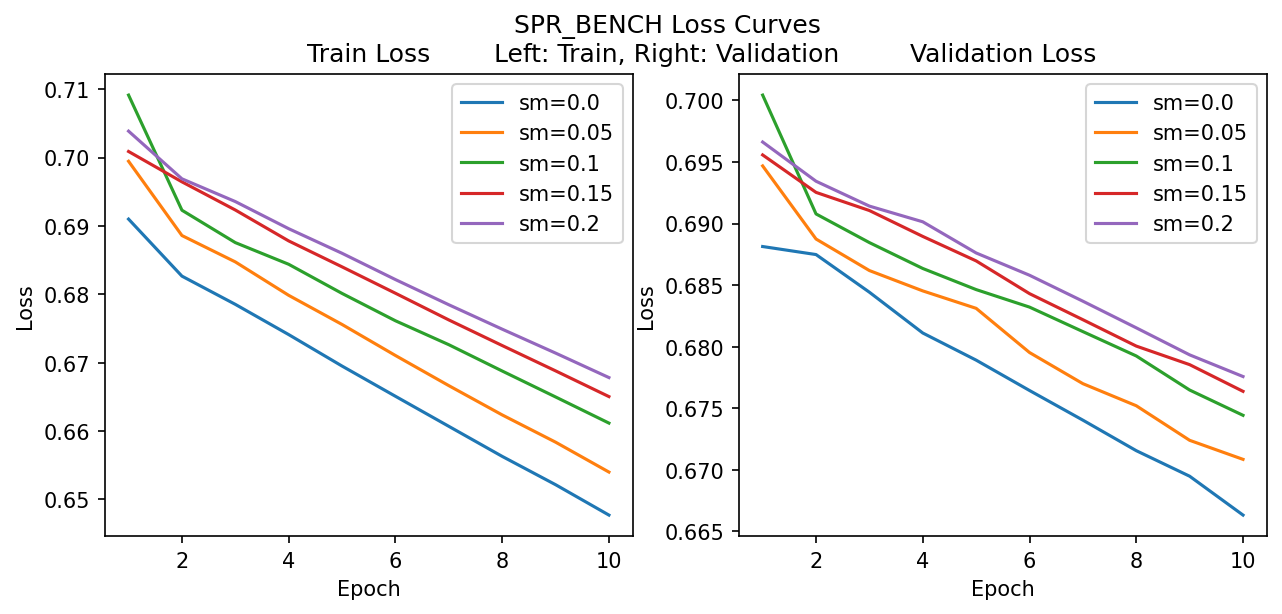 SPR_BENCH Loss Curves
Train Loss Left: Train, Right: Validation Validation Loss
0.71
0.70
0.69
0.68
0.67
0.66
0.65
Loss
2 4 6 8 10
Epoch
sm=0.0
sm=0.05
sm=0.1
sm=0.15
sm=0.2
0.700
0.695
0.690
0.685
0.680
0.675
0.670
0.665
Loss
2 4 6 8 10
Epoch
sm=0.0
sm=0.05
sm=0.1
sm=0.15
sm=0.2